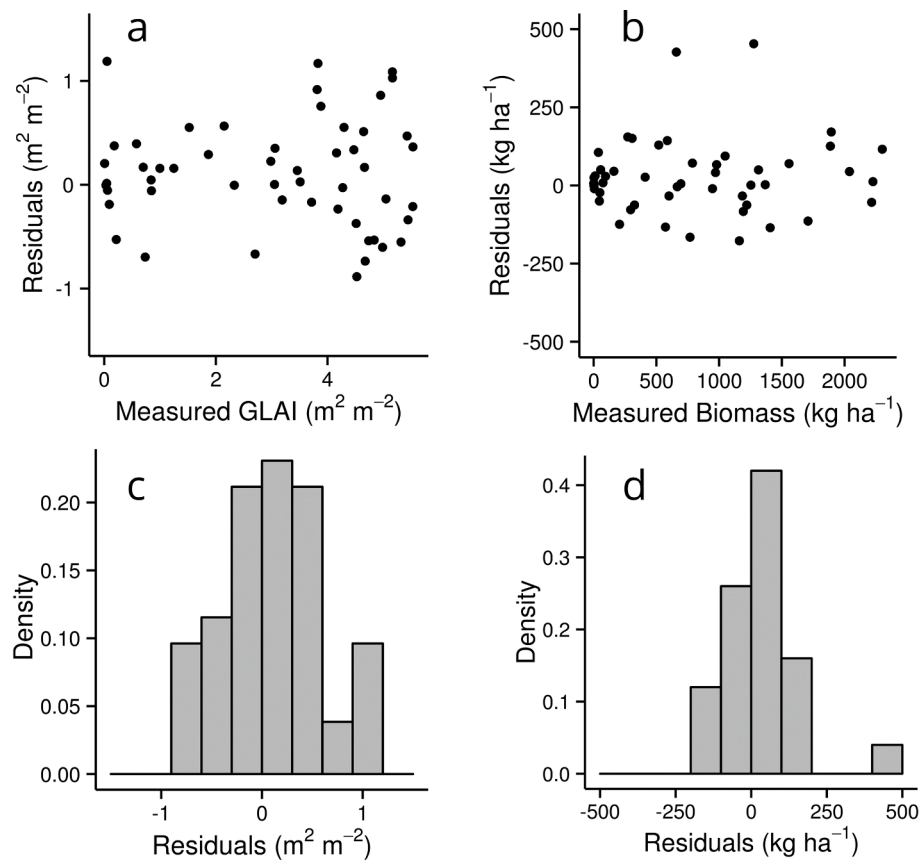 a
1
0
-1
Residuals (m² m⁻²)
0 2 4
Measured GLAI (m² m⁻²)
b
500
250
0
-250
-500
Residuals (kg ha⁻¹)
0 500 1000 1500 2000
Measured Biomass (kg ha⁻¹)
c
0.20
0.15
0.10
0.05
0.00
Density
-1 0 1
Residuals (m² m⁻²)
d
0.4
0.3
0.2
0.1
0.0
Density
-500 -250 0 250 500
Residuals (kg ha⁻¹)